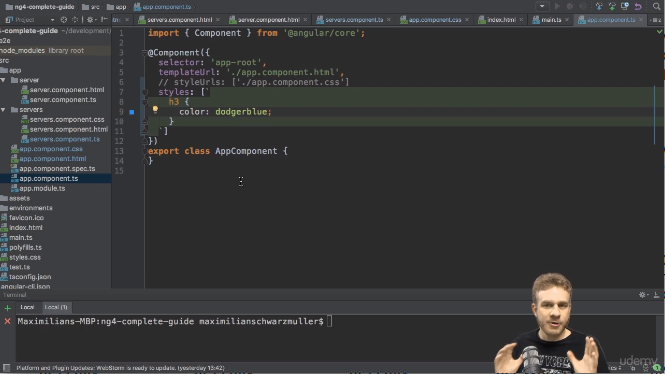 ng4-complete-guide
src
app
app.component.ts
Project
tml
servers.component.html
server.component.html
servers.component.ts
app.component.css
index.html
main.ts
app.component.ts
ng4-complete-guide ~/developmen
e2e
node_modules library root
src
app
server
server.component.html
server.component.ts
servers
servers.component.css
servers.component.html
servers.component.ts
app.component.css
app.component.html
app.component.spec.ts
app.component.ts
app.module.ts
assets
environments
favicon.ico
index.html
main.ts
polyfills.ts
styles.css
test.ts
tsconfig.json
angular-cli.json
1 import { Component } from '@angular/core';
2
3 @Component({
4 selector: 'app-root',
5 templateUrl: './app.component.html',
6 // styleUrls: ['./app.component.css']
7 styles: [`
8 h3 {
9 color: dodgerblue;
10 }
11 `]
12 })
13 export class AppComponent {
14 }
15
Terminal
Local
Local (1)
Maximilians-MBP:ng4-complete-guide maximilianschwarzmuller$
Platform and Plugin Updates: WebStorm is ready to update. (yesterday 13:42)
udemy